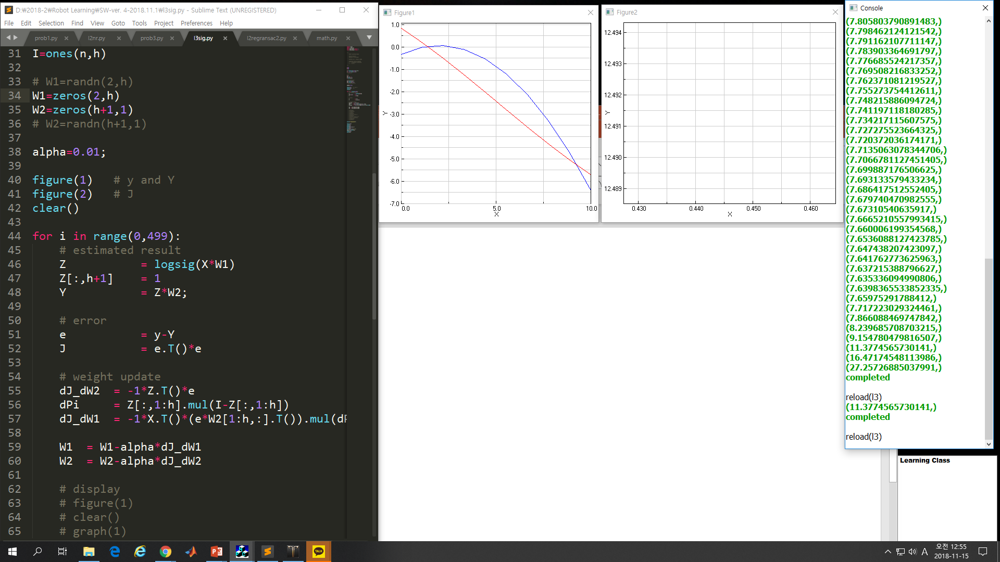 D:₩2018-2₩Robot Learning₩SW-ver. 4-2018.11.1₩l3sig.py - Sublime Text (UNREGISTERED)
File Edit Selection Find View Goto Tools Project Preferences Help
prob1.py l2nr.py prob3.py l3sig.py l2regransac2.py math.py
31 I=ones(n,h)
32
33 # W1=randn(2,h)
34 W1=zeros(2,h)
35 W2=zeros(h+1,1)
36 # W2=randn(h+1,1)
37
38 alpha=0.01;
39
40 figure(1) # y and Y
41 figure(2) # J
42 clear()
43
44 for i in range(0,499):
45 # estimated result
46 Z = logsig(X*W1)
47 Z[:,h+1] = 1
48 Y = Z*W2;
49
50 # error
51 e = y-Y
52 J = e.T()*e
53
54 # weight update
55 dJ_dW2 = -1*Z.T()*e
56 dPi = Z[:,1:h].mul(I-Z[:,1:h])
57 dJ_dW1 = -1*X.T()*(e*W2[1:h,:].T()).mul(dP
58
59 W1 = W1-alpha*dJ_dW1
60 W2 = W2-alpha*dJ_dW2
61
62 # display
63 # figure(1)
64 # clear()
65 # graph(1)
Figure1
1.0
0.0
-1.0
-2.0
-3.0
-4.0
-5.0
-6.0
-7.0
Y
0.0 5.0 10.0
X
Figure2
12.494
12.493
12.492
12.491
12.490
12.489
Y
0.430 0.440 0.450 0.460
X
Console
(7.805803790891483,)
(7.798462124121542,)
(7.791162107711147,)
(7.783903364691797,)
(7.776685524217357,)
(7.769508216833252,)
(7.762371081219527,)
(7.755273754412611,)
(7.748215886094724,)
(7.741197118180285,)
(7.734217115607575,)
(7.727275523664325,)
(7.720372036174171,)
(7.7135063078344706,)
(7.7066781127451405,)
(7.699887176506625,)
(7.693133579433234,)
(7.686417512552405,)
(7.679740470982555,)
(7.67310540635917,)
(7.6665210557993415,)
(7.660006199354568,)
(7.6536088127423785,)
(7.647438207423097,)
(7.641762773625963,)
(7.637215388796627,)
(7.635336094990806,)
(7.6398365533852335,)
(7.65975291788412,)
(7.717223029324461,)
(7.866088469747842,)
(8.239685708703215,)
(9.154780479816507,)
(11.3774565730141,)
(16.47174548113986,)
(27.25726885037991,)
completed
reload(l3)
(11.3774565730141,)
completed
reload(l3)
Learning Class
TALK
A
오전 12:55
2018-11-15